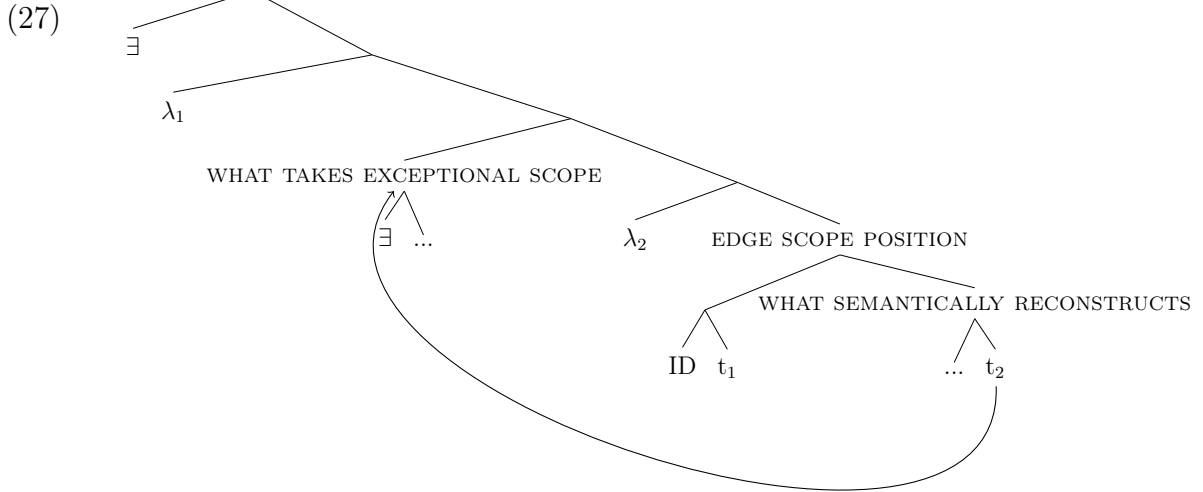 (27)
∃
λ₁
WHAT TAKES EXCEPTIONAL SCOPE
∃ ... λ₂ EDGE SCOPE POSITION
WHAT SEMANTICALLY RECONSTRUCTS
ID t₁ ... t₂